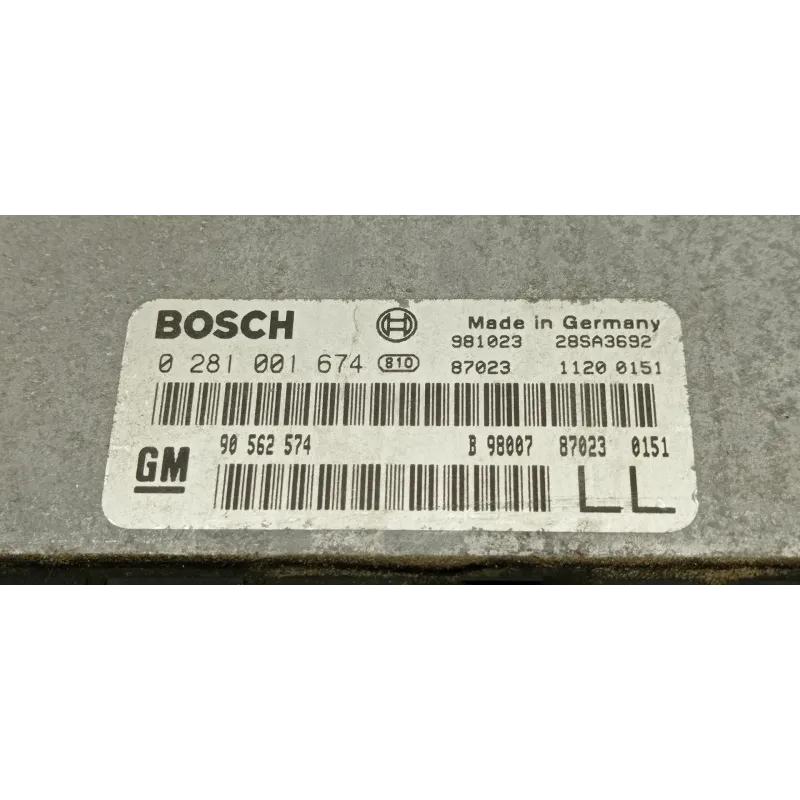 BOSCH Made in Germany
981023 28SA3692
0 281 001 674 810 87023 1120 0151
90 562 574 B 98007 87023 0151
GM LL